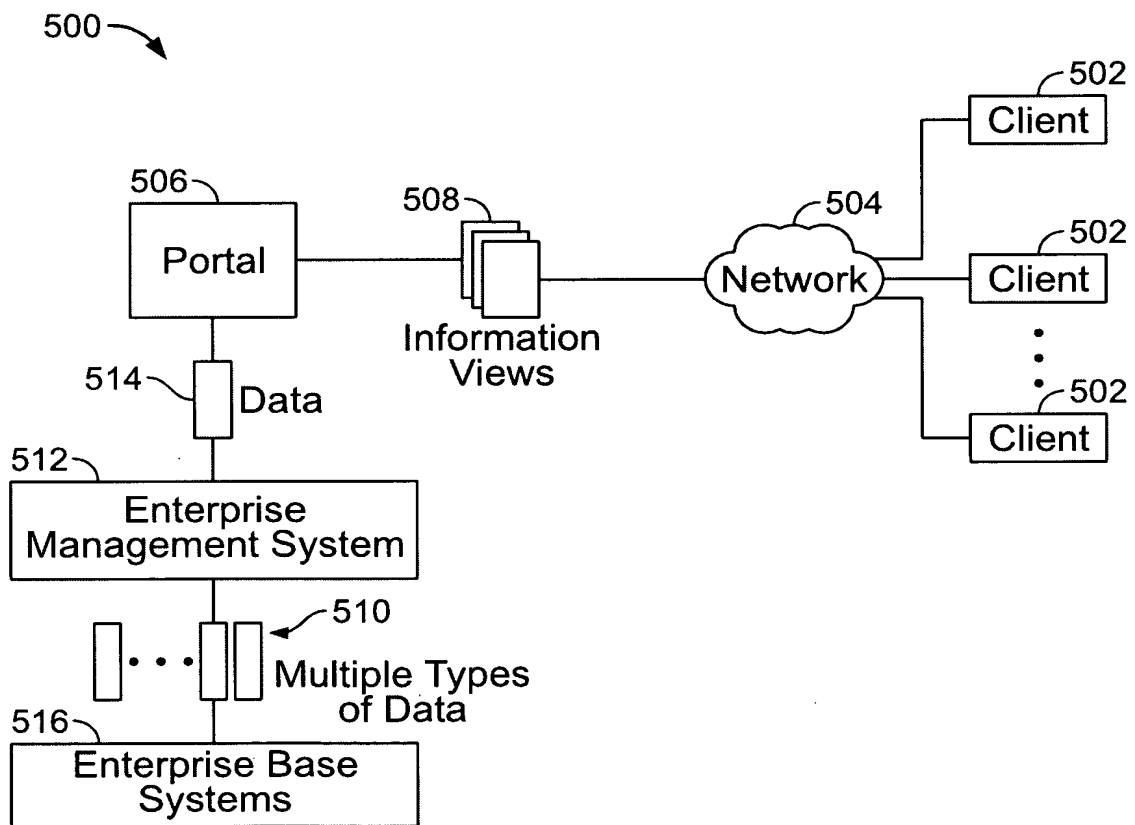 500
502
Client
506
Portal
508
Information
Views
504
Network
502
Client
502
Client
514
Data
512
Enterprise
Management System
510
Multiple Types
of Data
516
Enterprise Base
Systems